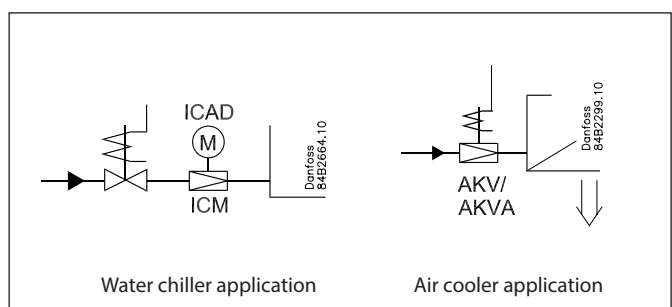 ICAD
M
ICM
Danfoss
84B2664.10
Water chiller application
AKV/
AKVA
Danfoss
84B2299.10
Air cooler application